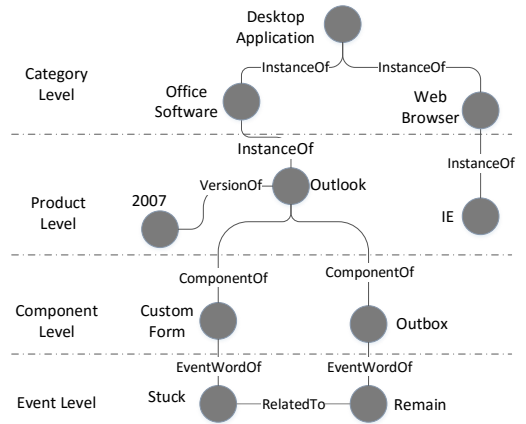 Desktop
Application
InstanceOf
InstanceOf
Category
Level
Office
Software
Web
Browser
InstanceOf
InstanceOf
Product
Level
2007
VersionOf
Outlook
IE
ComponentOf
ComponentOf
Component
Level
Custom
Form
Outbox
EventWordOf
EventWordOf
Event Level
Stuck
RelatedTo
Remain